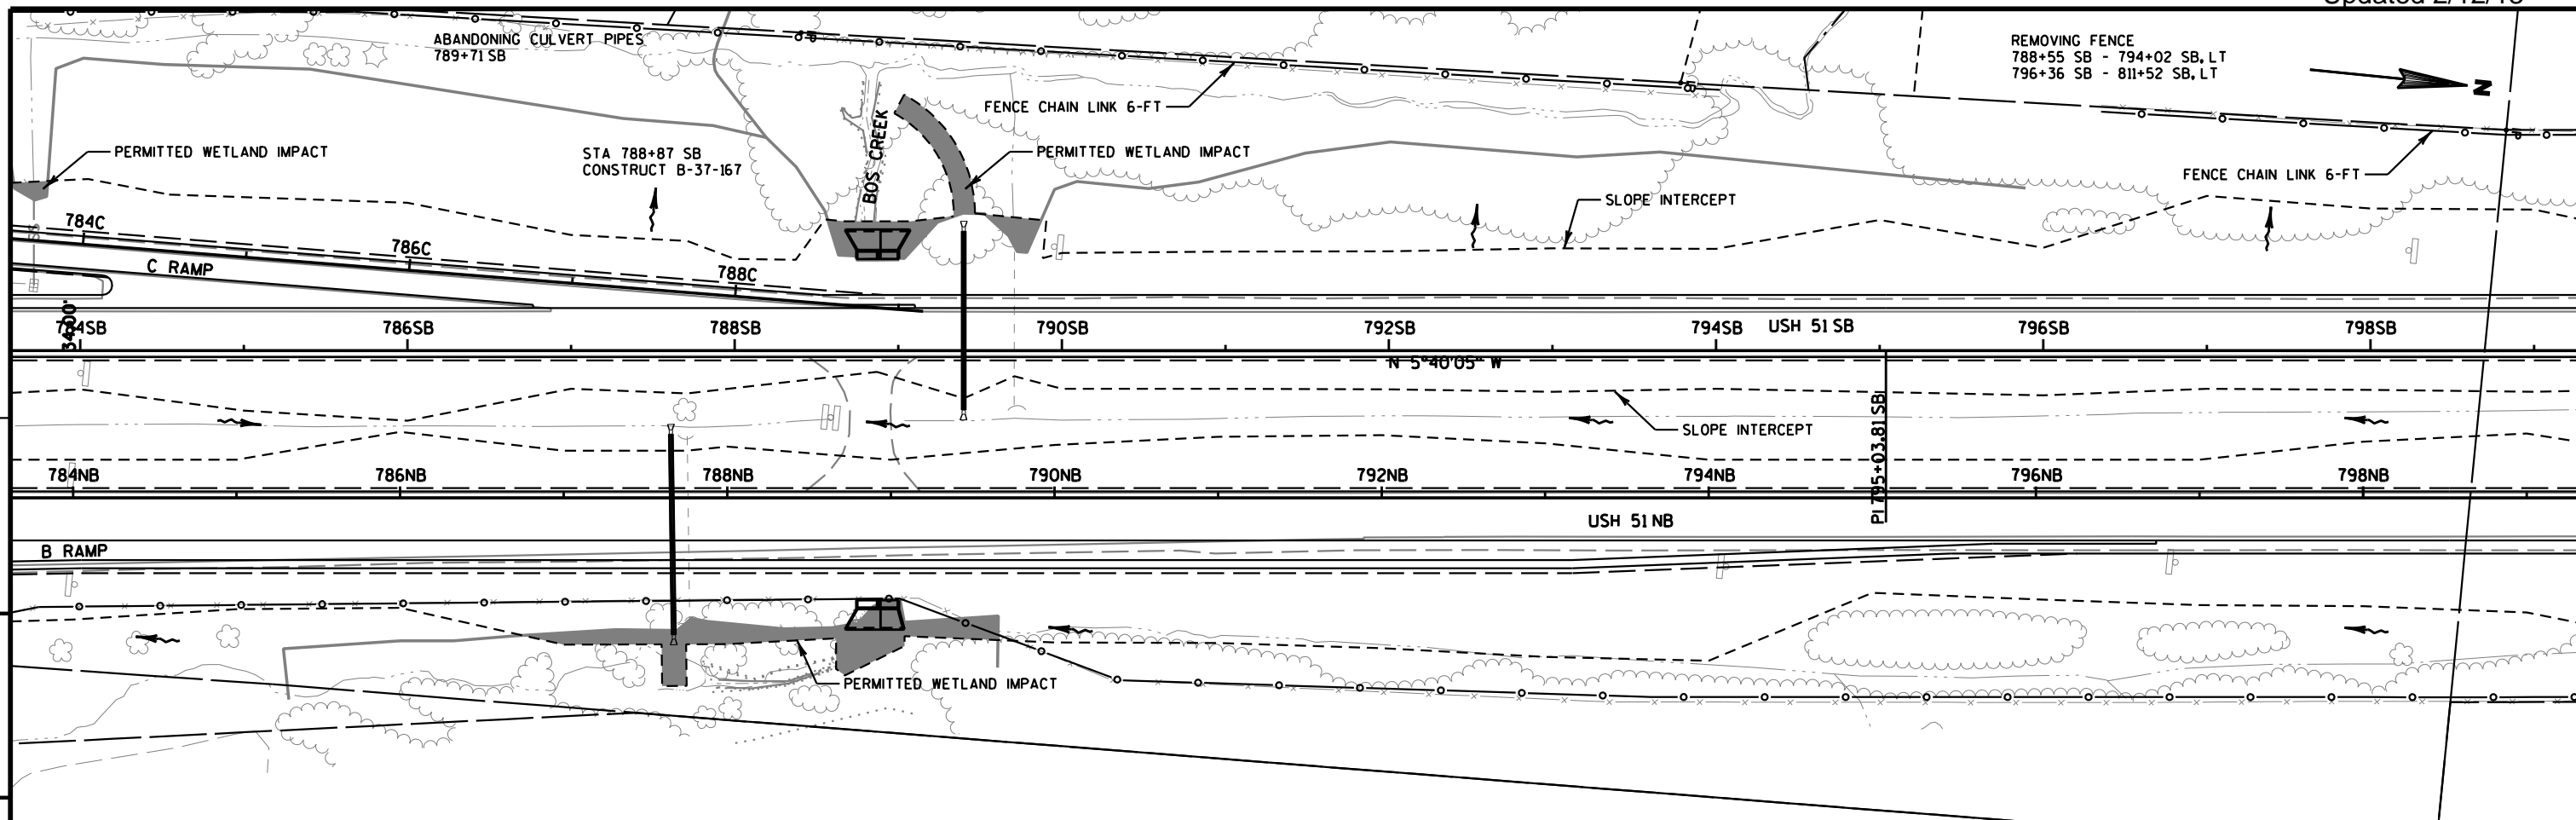 ABANDONING CULVERT PIPES
789+71 SB
REMOVING FENCE
788+55 SB - 794+02 SB, LT
796+36 SB - 811+52 SB, LT
N
FENCE CHAIN LINK 6-FT
PERMITTED WETLAND IMPACT
STA 788+87 SB
CONSTRUCT B-37-167
BOS CREEK
PERMITTED WETLAND IMPACT
FENCE CHAIN LINK 6-FT
SLOPE INTERCEPT
784C
786C
788C
C RAMP
784SB
786SB
788SB
790SB
792SB
794SB
USH 51 SB
796SB
798SB
N 5°40'05" W
PI 795+03.81 SB
SLOPE INTERCEPT
784NB
786NB
788NB
790NB
792NB
794NB
796NB
798NB
USH 51 NB
B RAMP
PERMITTED WETLAND IMPACT